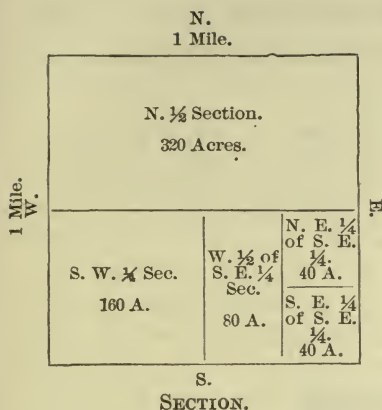 N.
1 Mile.
N. ½ Section.
320 Acres.
1 Mile.
W.
E.
S. W. ¼ Sec.
160 A.
W. ½ of
S. E. ¼
Sec.
80 A.
N. E. ¼
of S. E.
¼.
40 A.
S. E. ¼
of S. E.
¼.
40 A.
S.
SECTION.